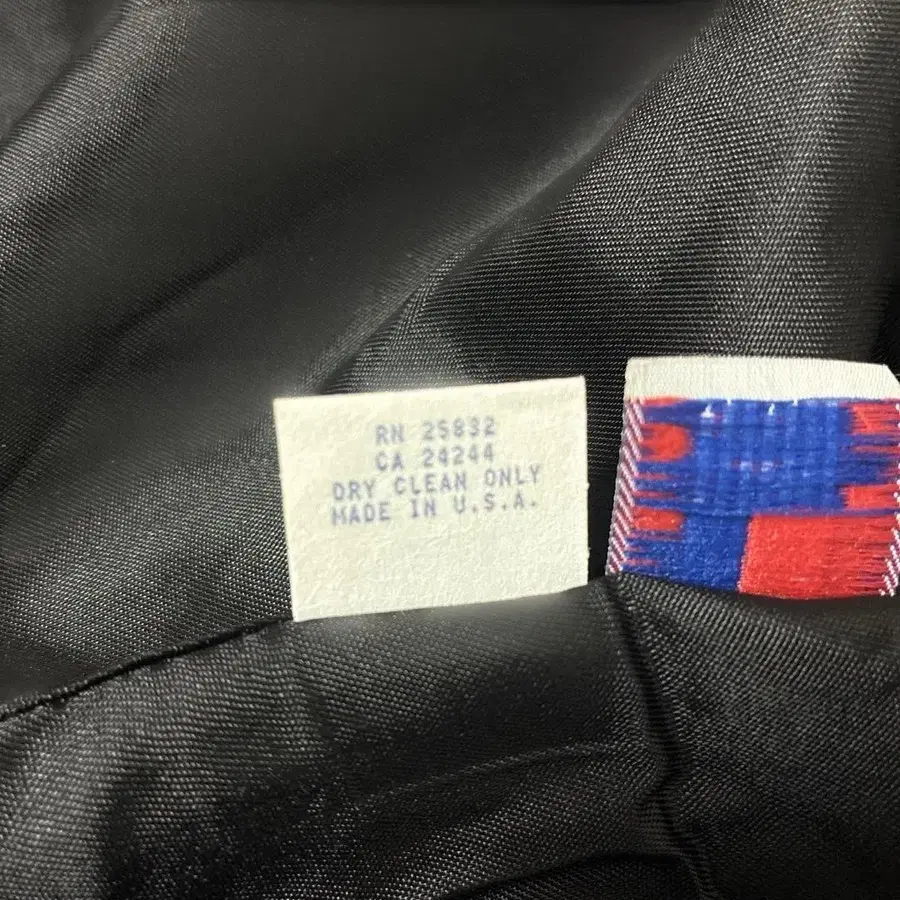 RN 25832
CA 24244
DRY CLEAN ONLY
MADE IN U.S.A.